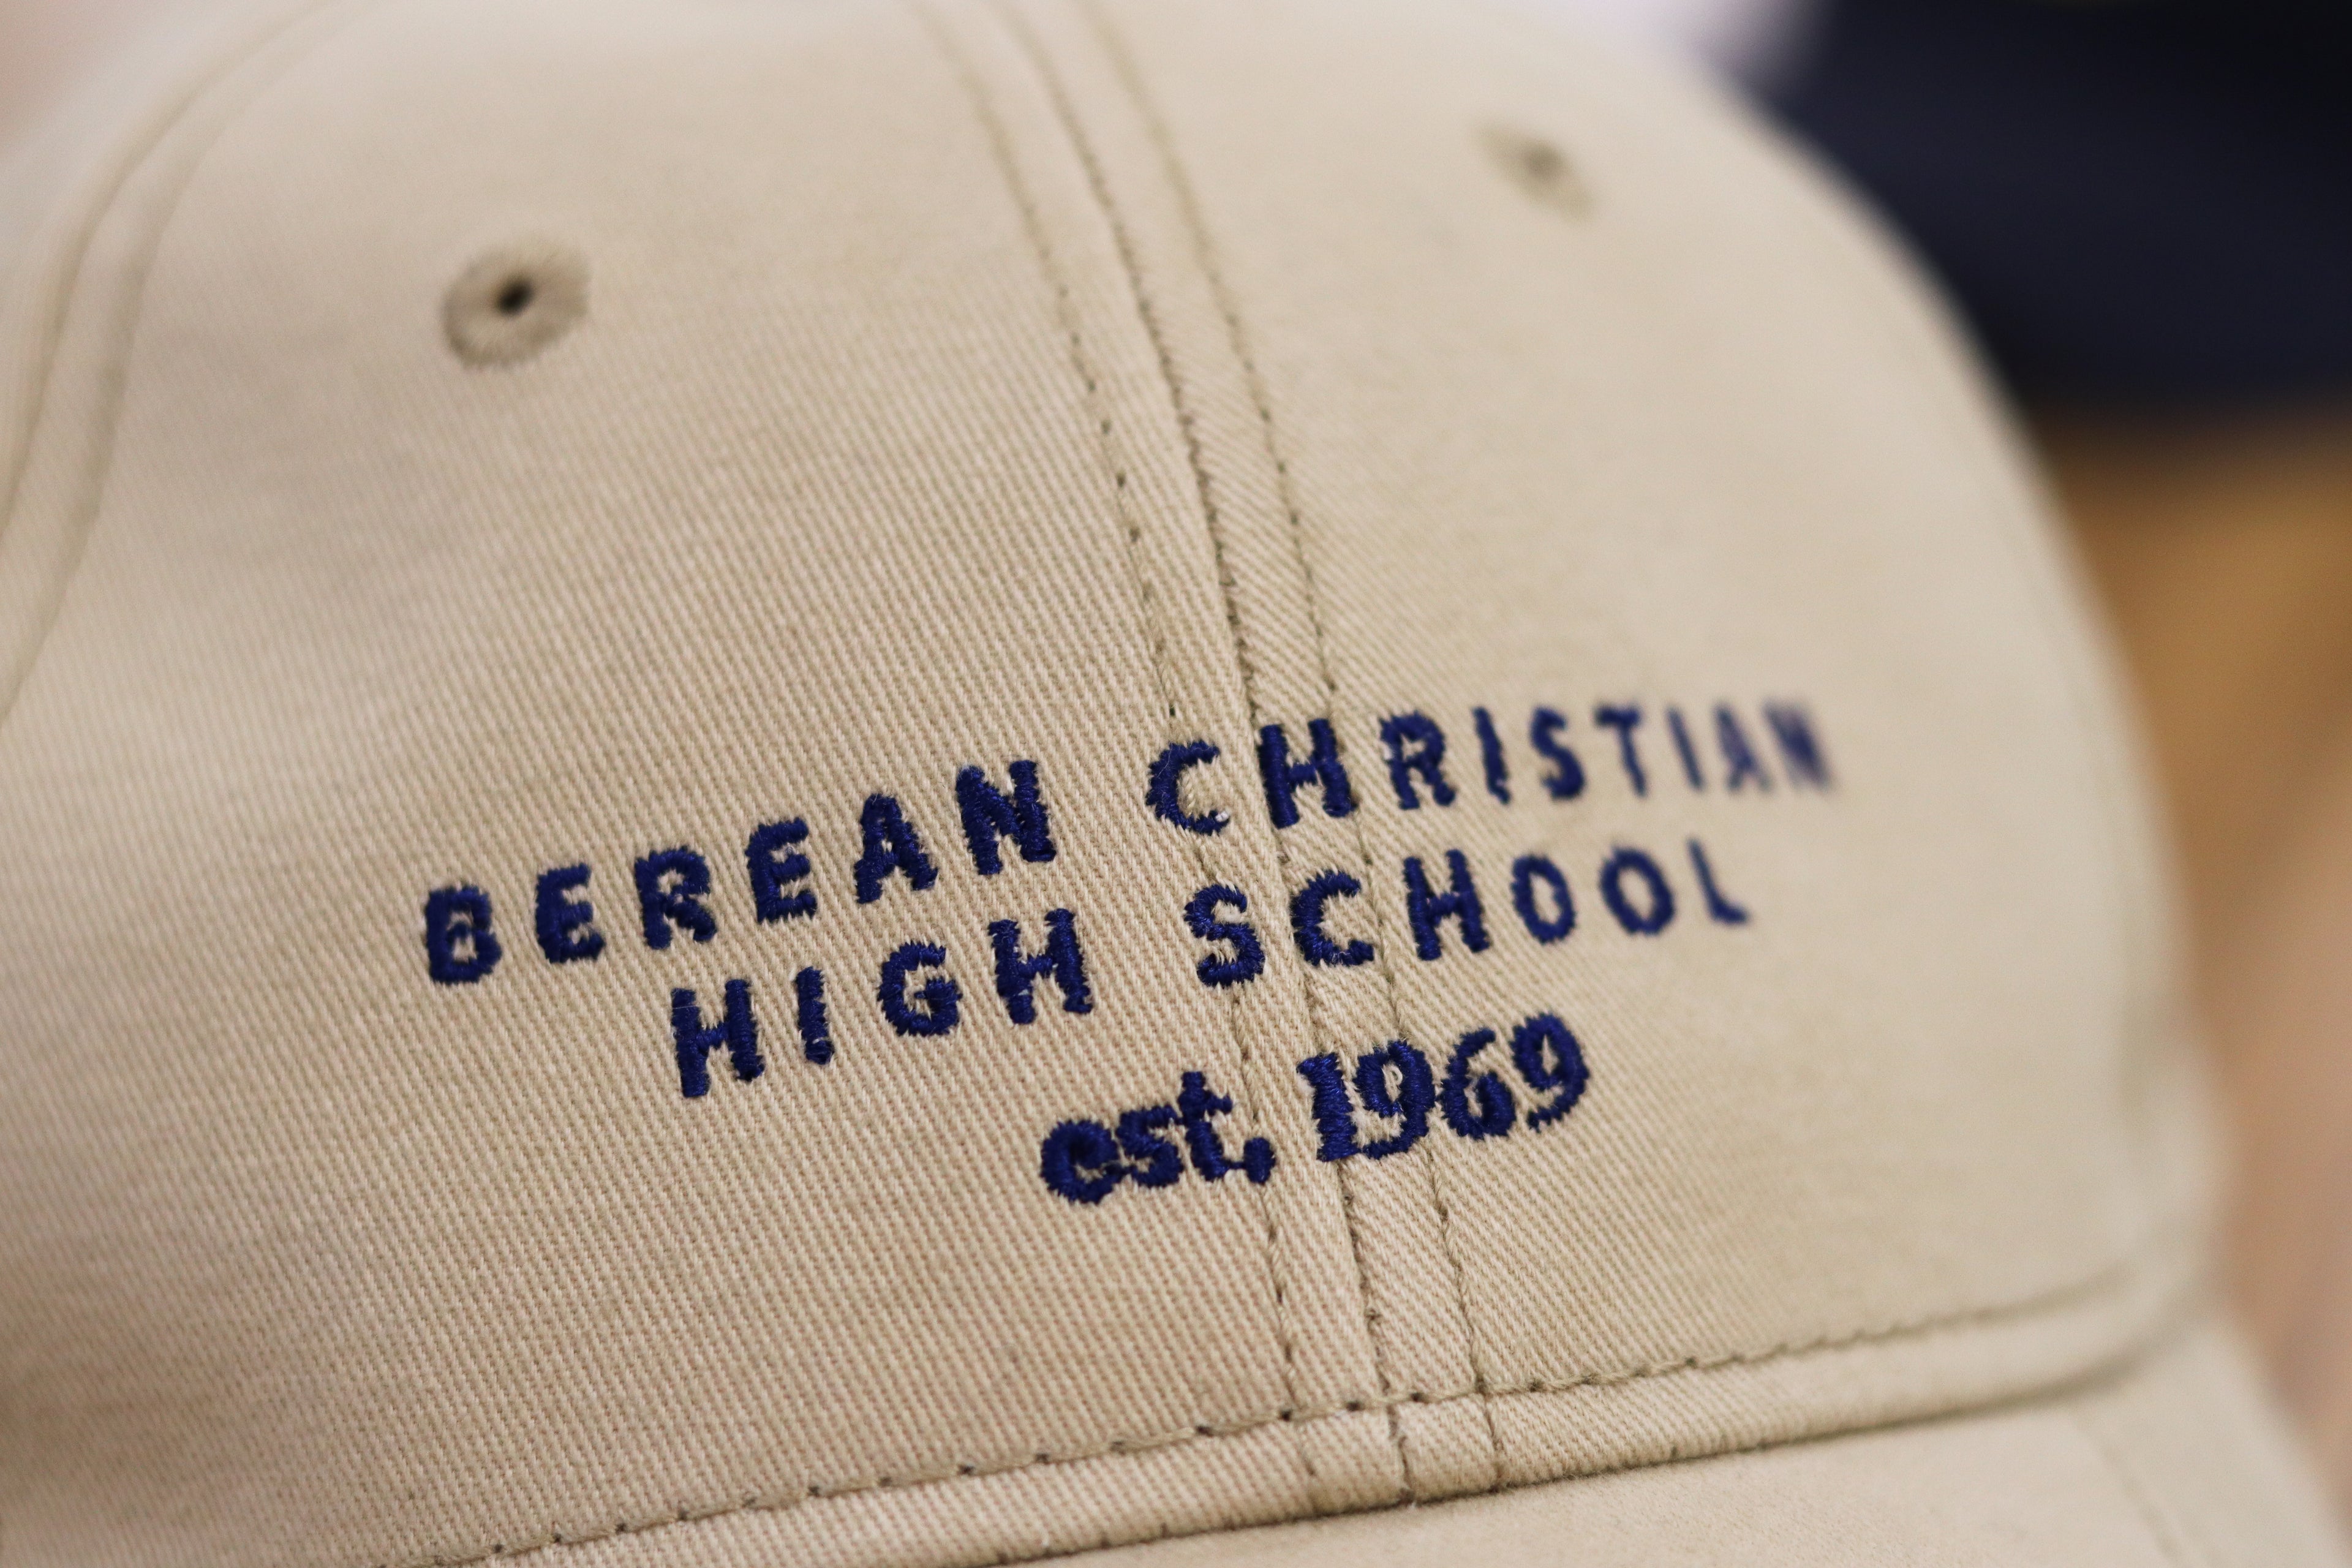 BEREAN CHRISTIAN
HIGH SCHOOL
est. 1969